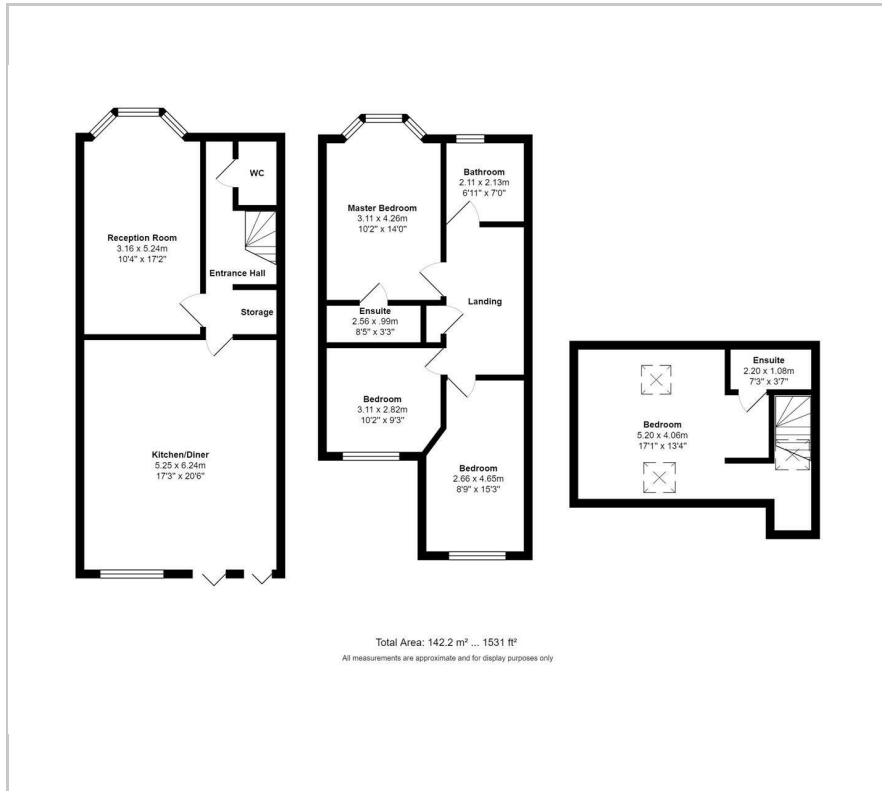 WC
Reception Room
3.16 x 5.24m
10'4" x 17'2"
Entrance Hall
Storage
Kitchen/Diner
5.25 x 6.24m
17'3" x 20'6"
Master Bedroom
3.11 x 4.26m
10'2" x 14'0"
Bathroom
2.11 x 2.13m
6'11" x 7'0"
Landing
Ensuite
2.56 x .99m
8'5" x 3'3"
Bedroom
3.11 x 2.82m
10'2" x 9'3"
Bedroom
2.66 x 4.65m
8'9" x 15'3"
Ensuite
2.20 x 1.08m
7'3" x 3'7"
Bedroom
5.20 x 4.06m
17'1" x 13'4"
Total Area: 142.2 m² ... 1531 ft²
All measurements are approximate and for display purposes only